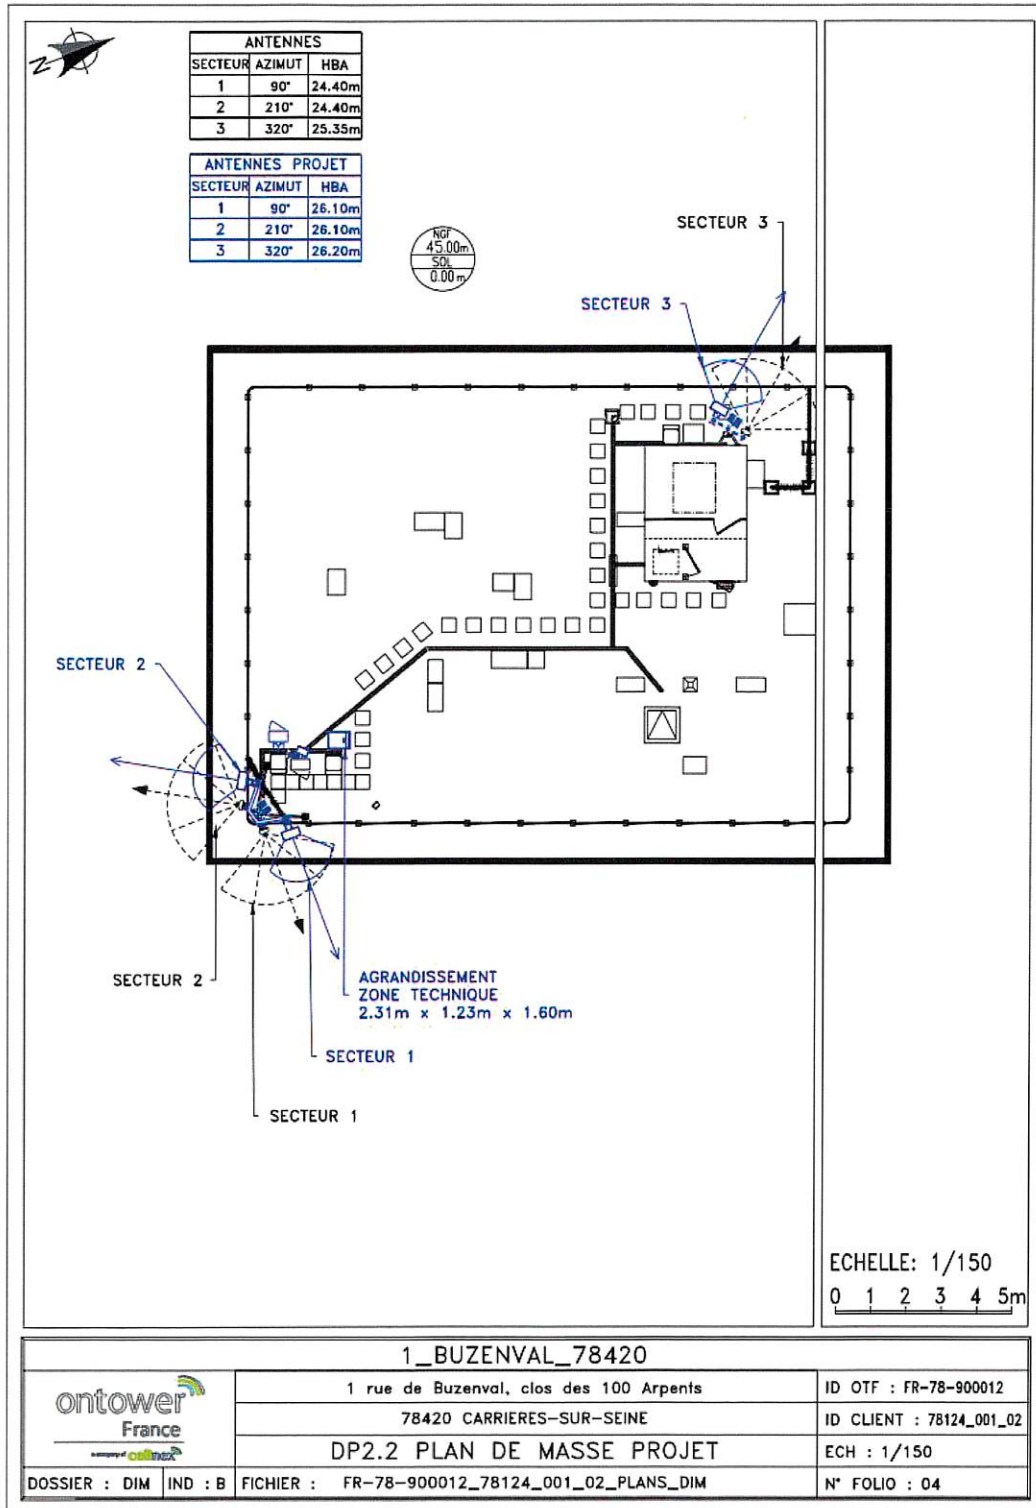 N
ANTENNES
SECTEUR AZIMUT HBA
1 90° 24.40m
2 210° 24.40m
3 320° 25.35m
ANTENNES PROJET
SECTEUR AZIMUT HBA
1 90° 26.10m
2 210° 26.10m
3 320° 26.20m
NGF
45.00m
SOL
0.00m
SECTEUR 3
SECTEUR 3
SECTEUR 2
SECTEUR 2
AGRANDISSEMENT
ZONE TECHNIQUE
2.31m x 1.23m x 1.60m
SECTEUR 1
SECTEUR 1
ECHELLE: 1/150
0 1 2 3 4 5m
1_BUZENVAL_78420
ontower
France
a company of cellnex
1 rue de Buzenval, clos des 100 Arpents
78420 CARRIERES-SUR-SEINE
DP2.2 PLAN DE MASSE PROJET
ID OTF : FR-78-900012
ID CLIENT : 78124_001_02
ECH : 1/150
DOSSIER : DIM IND : B FICHIER : FR-78-900012_78124_001_02_PLANS_DIM N° FOLIO : 04